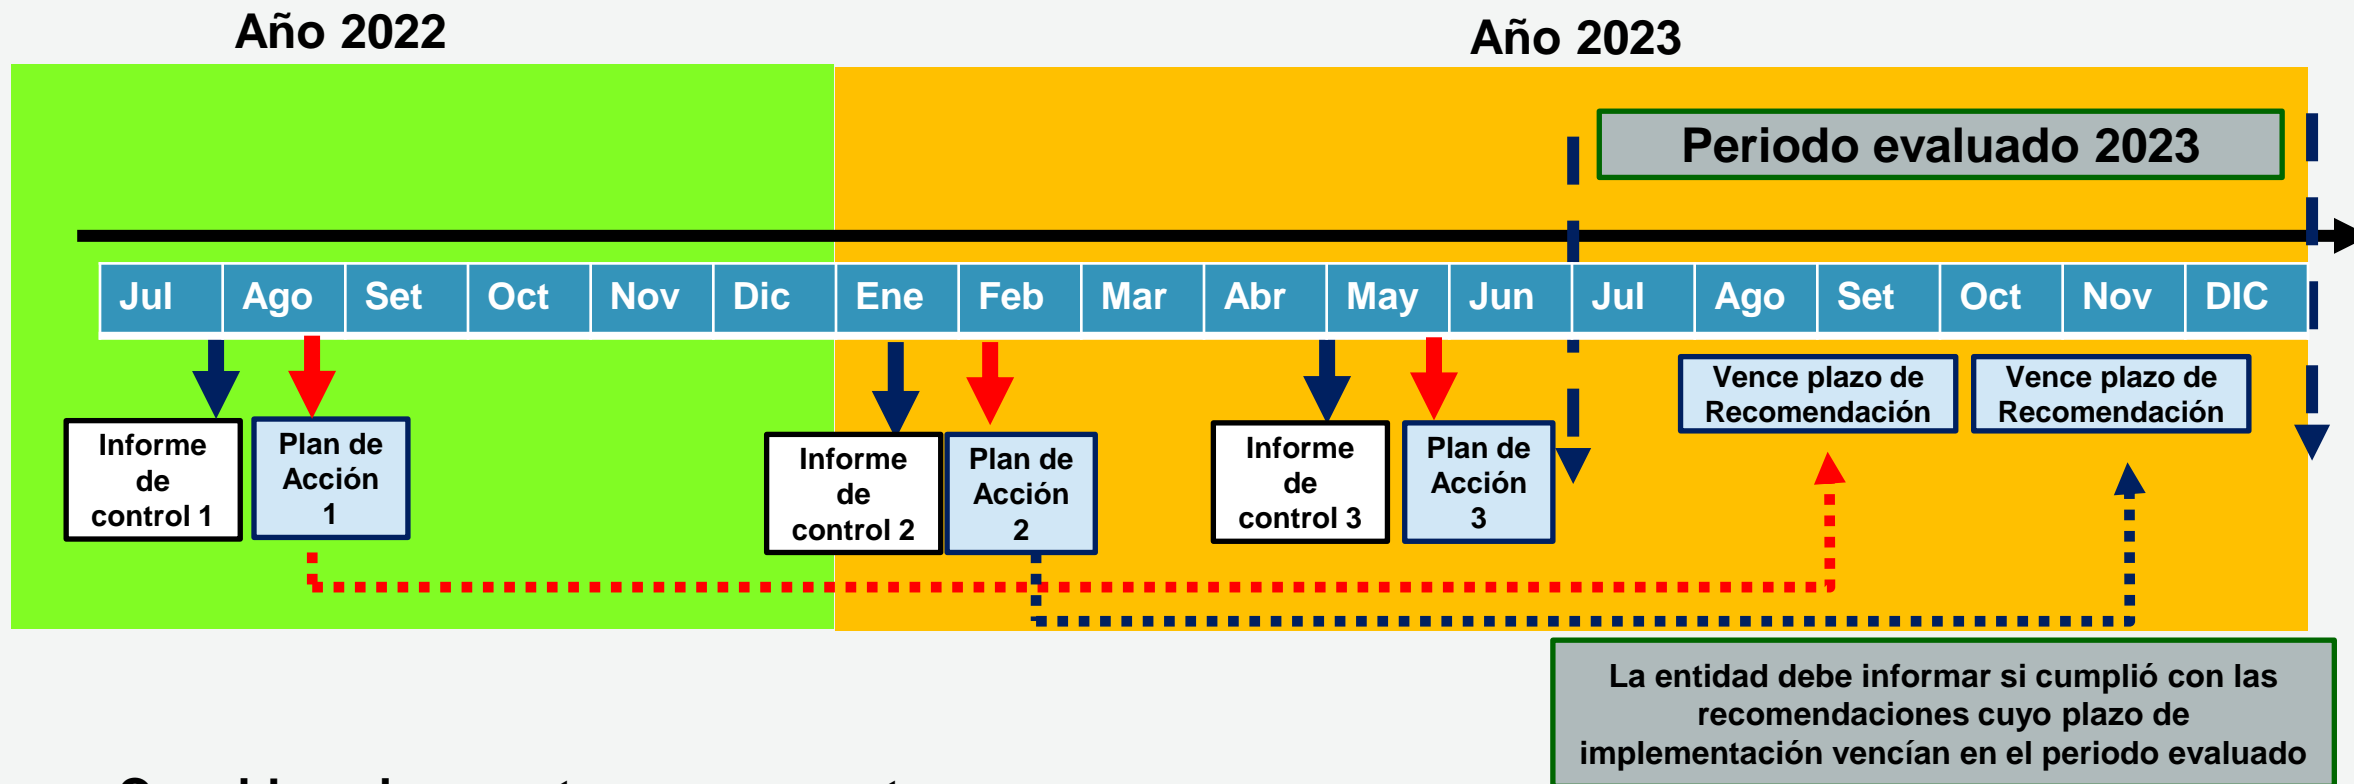 Año 2022
Año 2023
Periodo evaluado 2023
Jul Ago Set Oct Nov Dic Ene Feb Mar Abr May Jun Jul Ago Set Oct Nov DIC
Informe
de
control 1
Plan de
Acción
1
Informe
de
control 2
Plan de
Acción
2
Informe
de
control 3
Plan de
Acción
3
Vence plazo de
Recomendación
Vence plazo de
Recomendación
La entidad debe informar si cumplió con las
recomendaciones cuyo plazo de
implementación vencían en el periodo evaluado